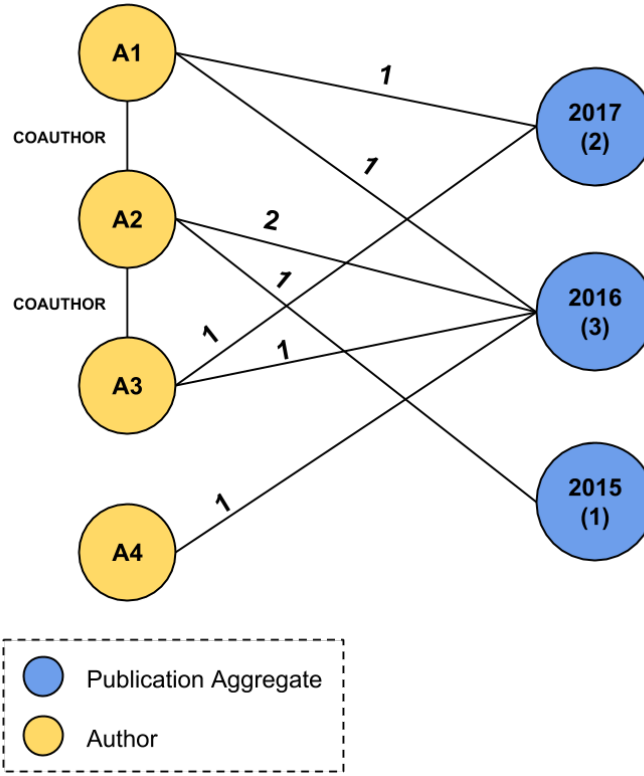 A1
1
2017
(2)
COAUTHOR
1
A2
2
1
COAUTHOR
2016
(3)
1
1
A3
2015
(1)
1
A4
Publication Aggregate
Author